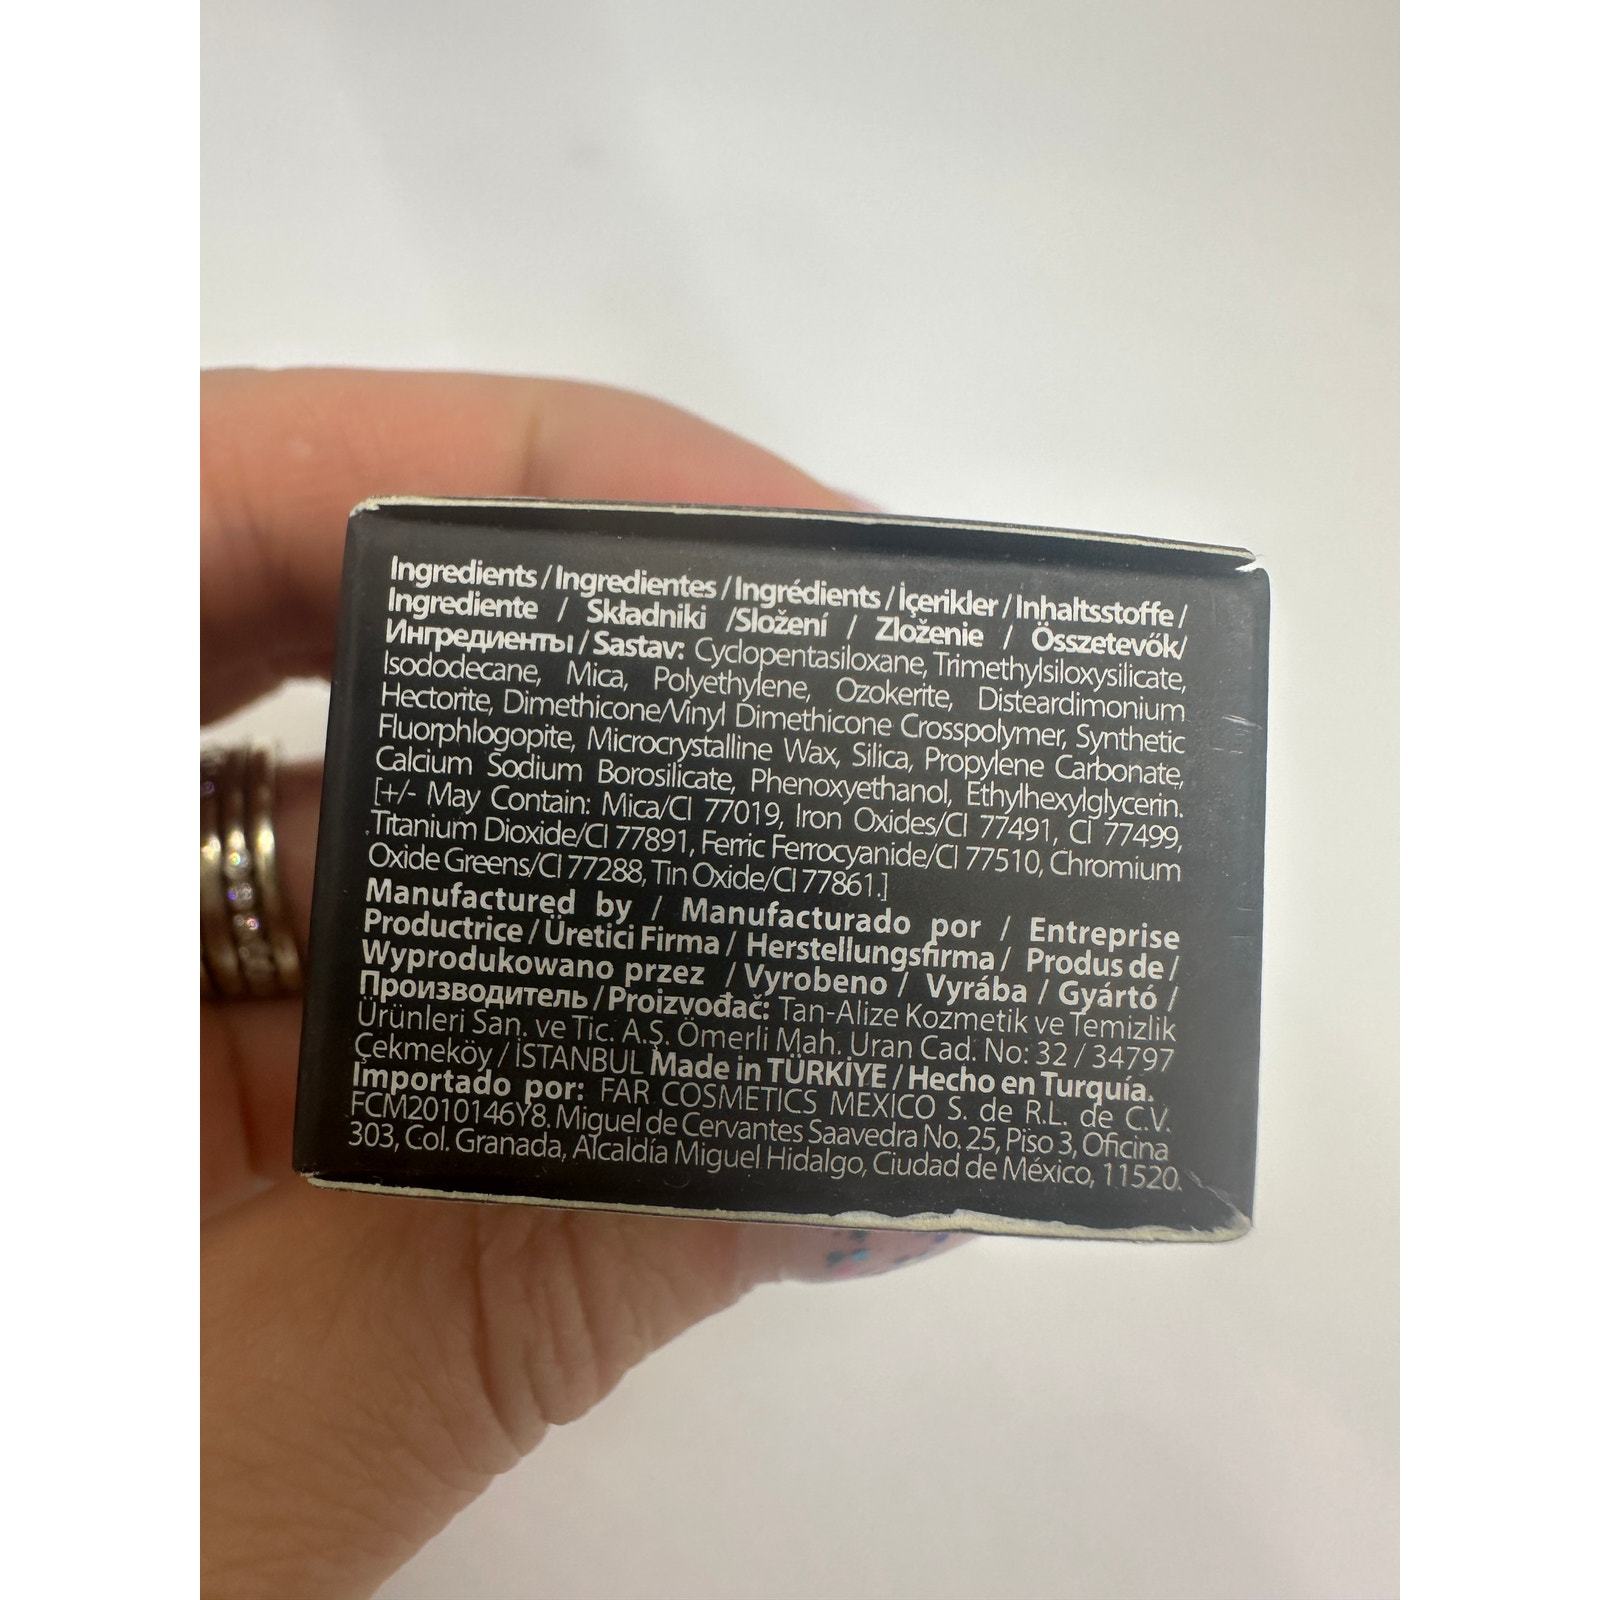 Ingredients / Ingredientes / Ingrédients / İçerikler / Inhaltsstoffe /
Ingrediente / Składniki /Složení / Zloženie / Összetevők/
Ингредиенты / Sastav: Cyclopentasiloxane, Trimethylsiloxysilicate,
Isododecane, Mica, Polyethylene, Ozokerite, Disteardimonium
Hectorite, Dimethicone/Vinyl Dimethicone Crosspolymer, Synthetic
Fluorphlogopite, Microcrystalline Wax, Silica, Propylene Carbonate,
Calcium Sodium Borosilicate, Phenoxyethanol, Ethylhexylglycerin.
[+/- May Contain: Mica/CI 77019, Iron Oxides/CI 77491, CI 77499,
Titanium Dioxide/CI 77891, Ferric Ferrocyanide/CI 77510, Chromium
Oxide Greens/CI 77288, Tin Oxide/CI 77861.]
Manufactured by / Manufacturado por / Entreprise
Productrice / Üretici Firma / Herstellungsfirma / Produs de /
Wyprodukowano przez / Vyrobeno / Vyrába / Gyártó /
Производитель / Proizvođač: Tan-Alize Kozmetik ve Temizlik
Ürünleri San. ve Tic. A.Ş. Ömerli Mah. Uran Cad. No: 32 / 34797
Çekmeköy / İSTANBUL Made in TÜRKİYE / Hecho en Turquía.
Importado por: FAR COSMETICS MEXICO S. de R.L. de C.V.
FCM2010146Y8. Miguel de Cervantes Saavedra No. 25, Piso 3, Oficina
303, Col. Granada, Alcaldía Miguel Hidalgo, Ciudad de México, 11520.